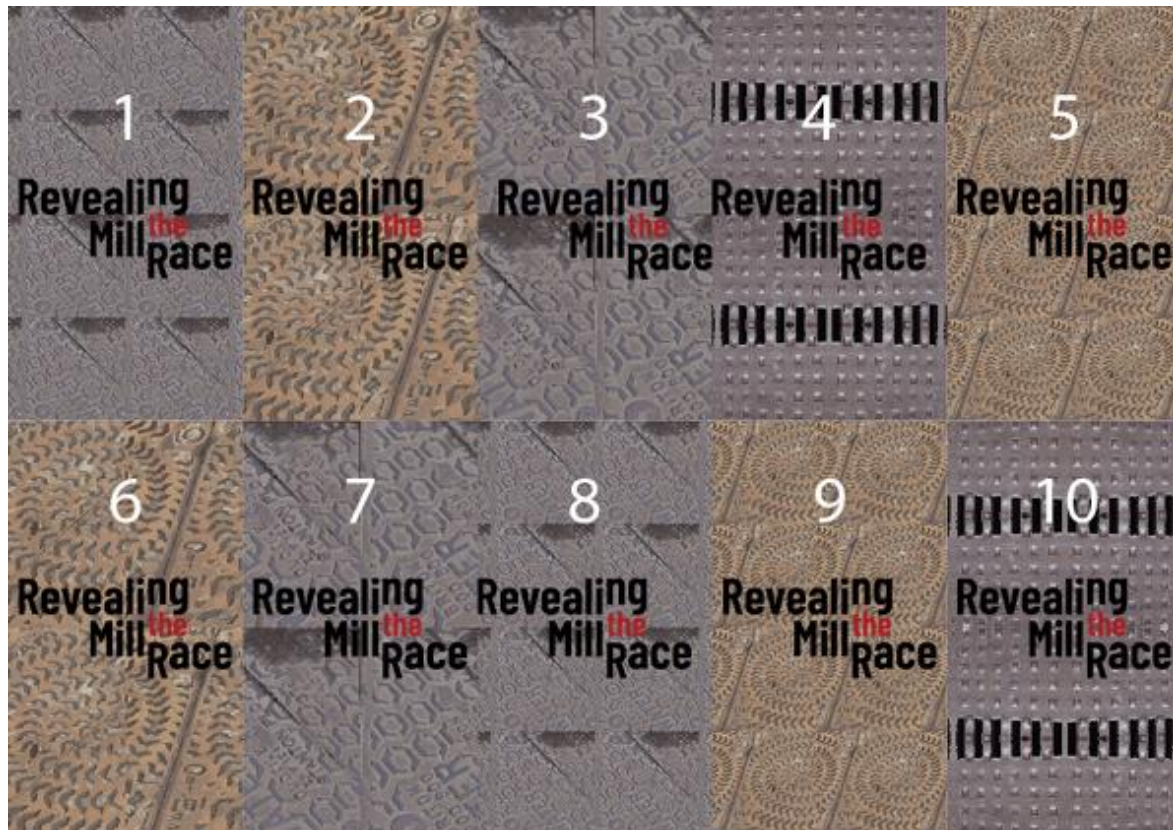 1
Revealing
Mill the
Race
2
Revealing
Mill the
Race
3
Revealing
Mill the
Race
4
Revealing
Mill the
Race
5
Revealing
Mill the
Race
6
Revealing
Mill the
Race
7
Revealing
Mill the
Race
8
Revealing
Mill the
Race
9
Revealing
Mill the
Race
10
Revealing
Mill the
Race